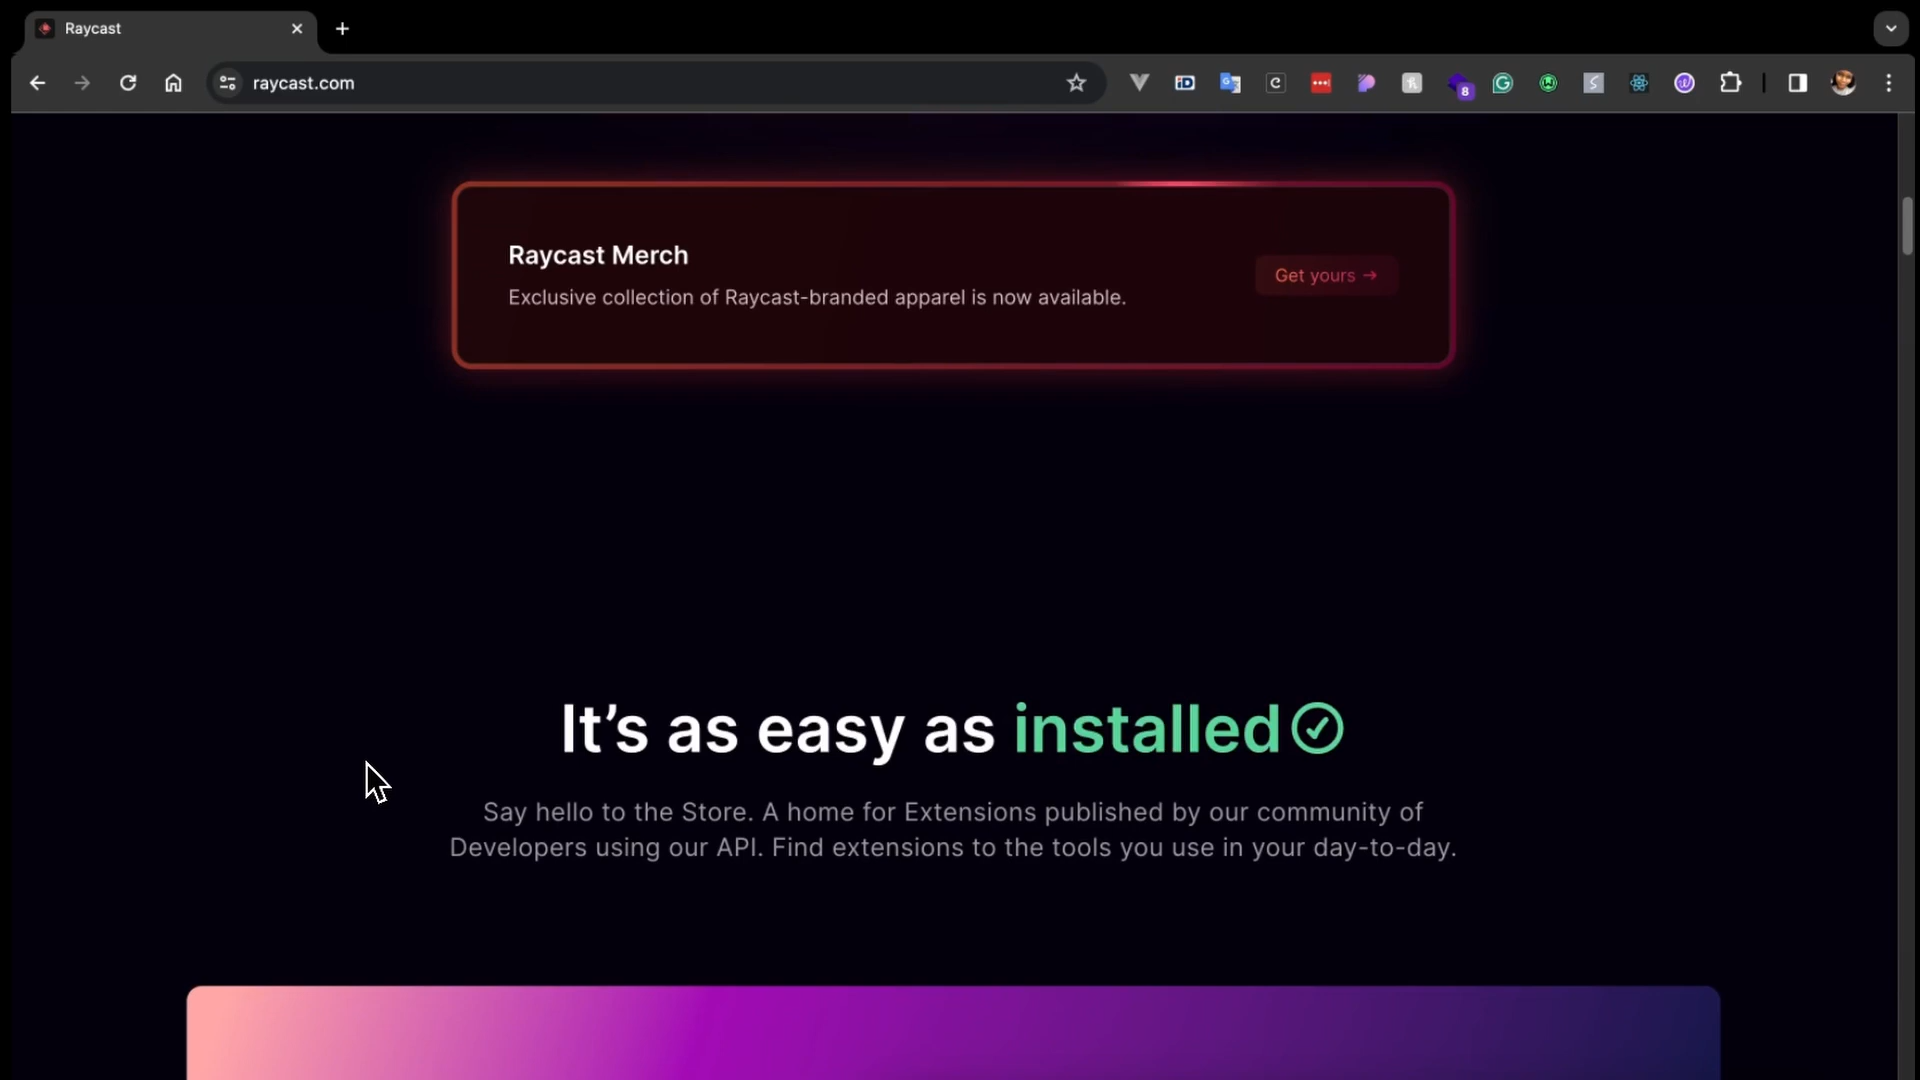 Raycast
raycast.com
8
Raycast Merch
Exclusive collection of Raycast-branded apparel is now available.
Get yours →
It’s as easy as installed
Say hello to the Store. A home for Extensions published by our community of
Developers using our API. Find extensions to the tools you use in your day-to-day.